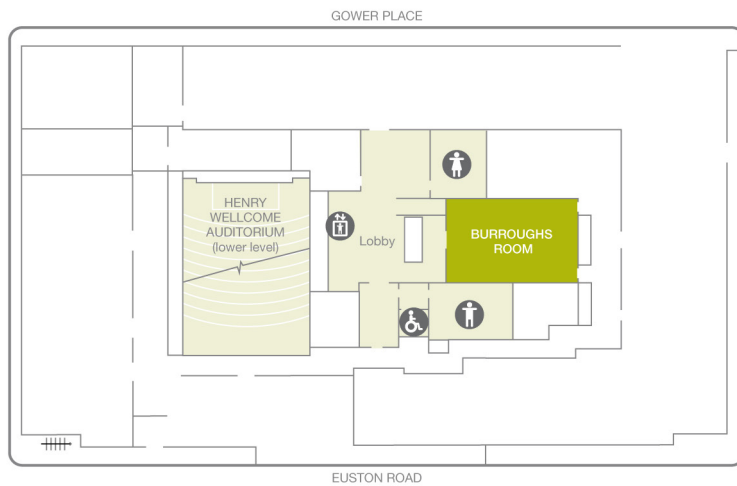 GOWER PLACE
HENRY
WELLCOME
AUDITORIUM
(lower level)
Lobby
BURROUGHS
ROOM
EUSTON ROAD